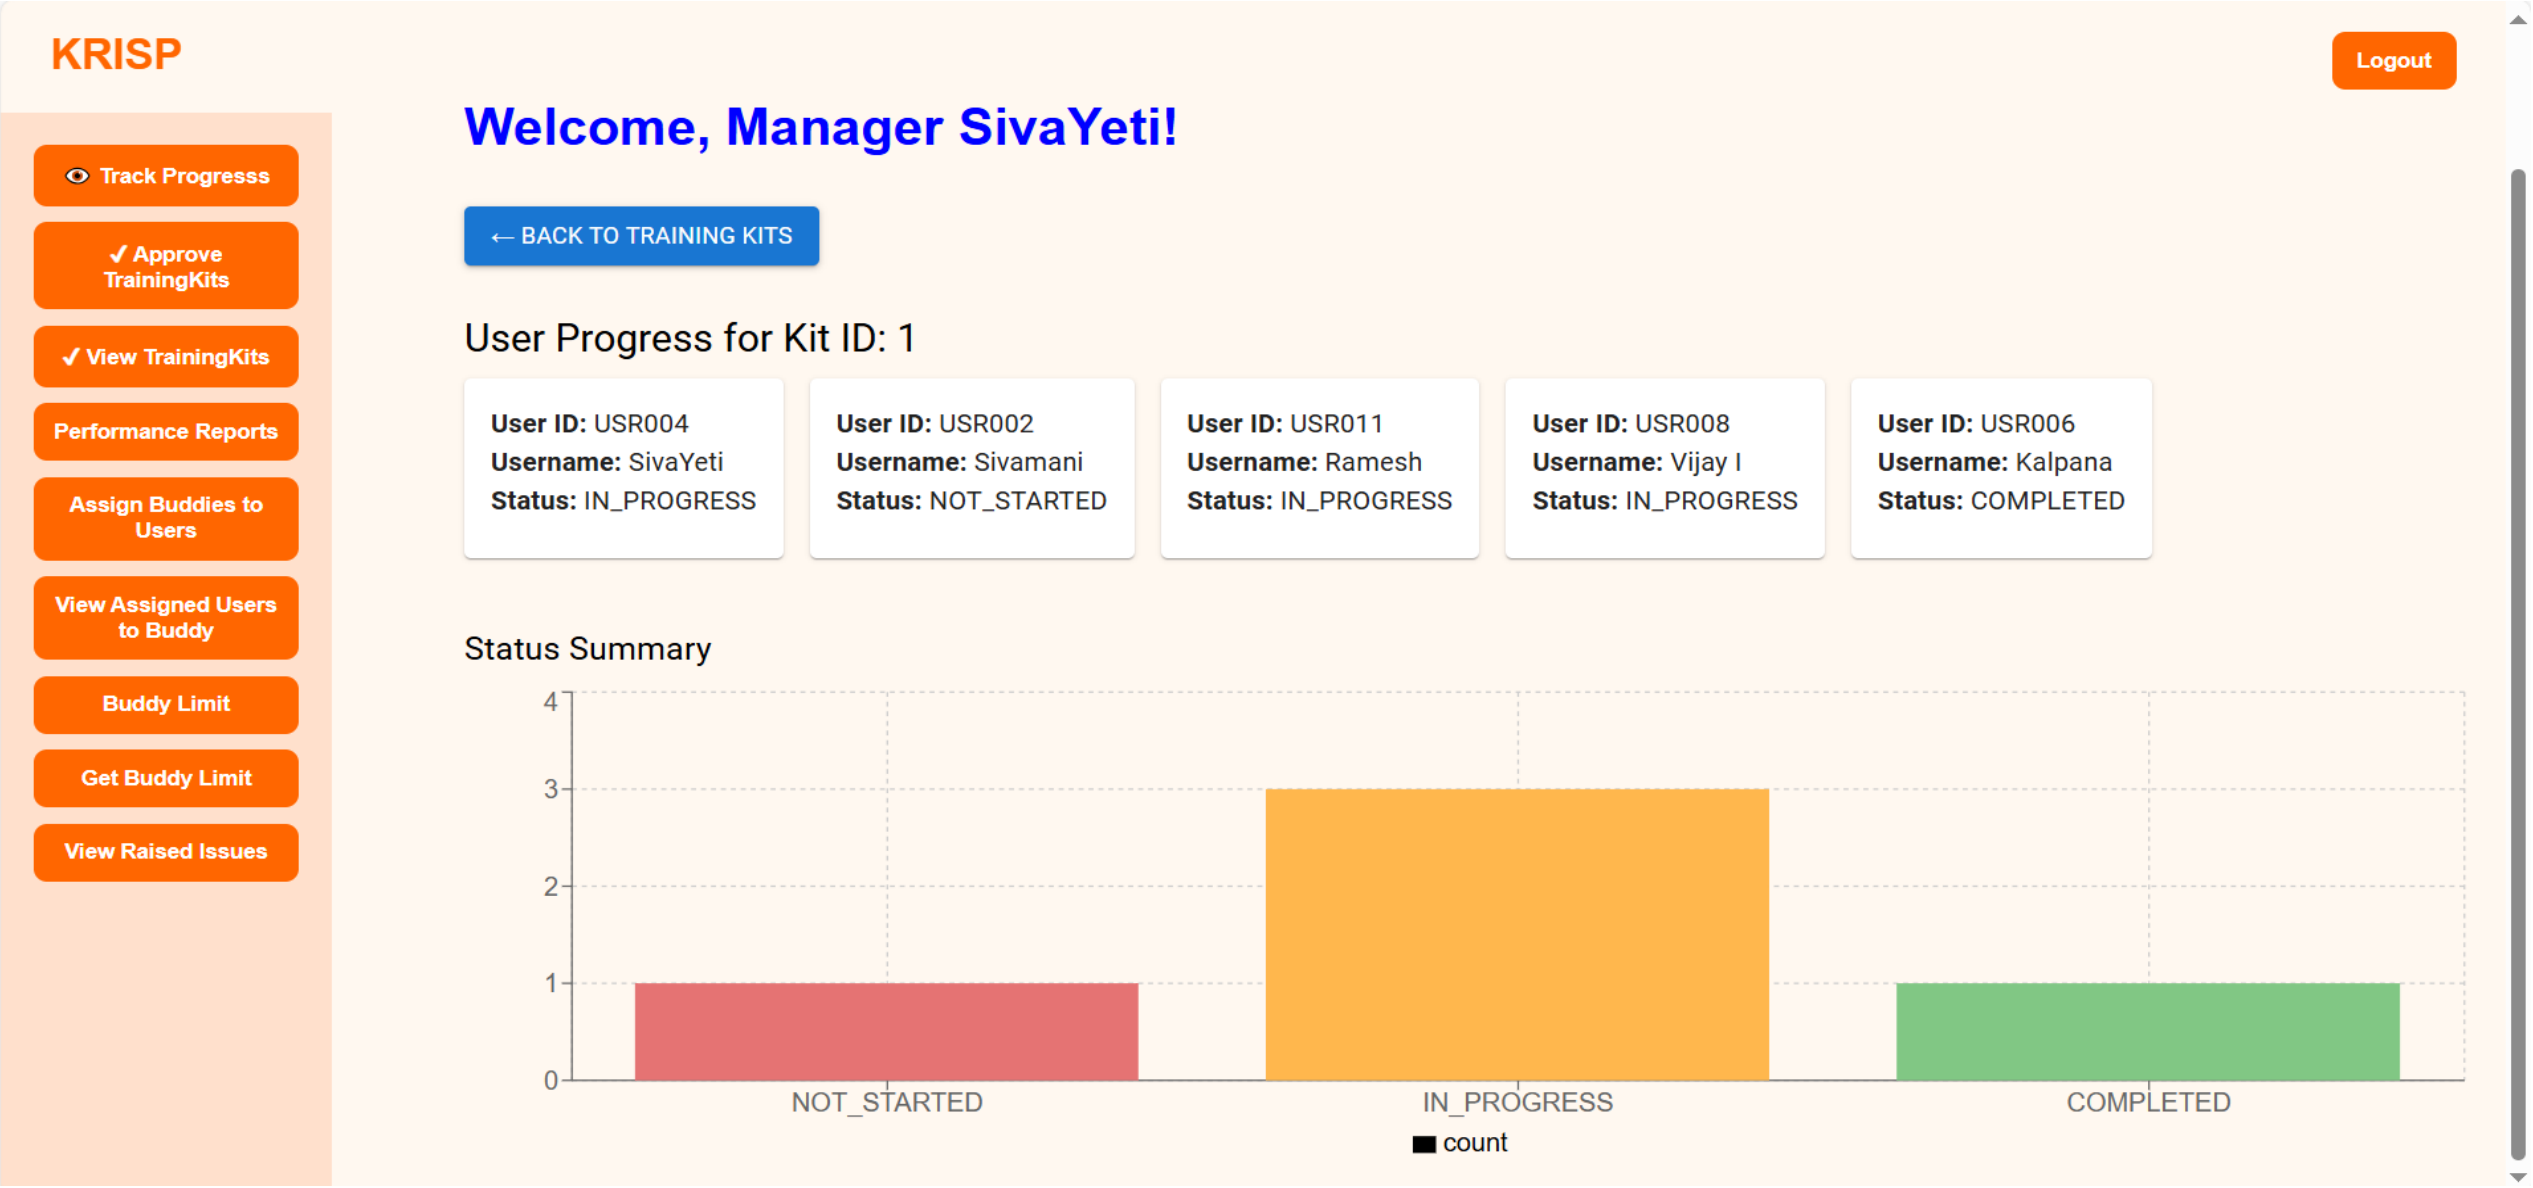 KRISP
Logout
Welcome, Manager SivaYeti!
👁 Track Progresss
✓ Approve
TrainingKits
✓ View TrainingKits
Performance Reports
Assign Buddies to
Users
View Assigned Users
to Buddy
Buddy Limit
Get Buddy Limit
View Raised Issues
← BACK TO TRAINING KITS
User Progress for Kit ID: 1
User ID: USR004
Username: SivaYeti
Status: IN_PROGRESS
User ID: USR002
Username: Sivamani
Status: NOT_STARTED
User ID: USR011
Username: Ramesh
Status: IN_PROGRESS
User ID: USR008
Username: Vijay I
Status: IN_PROGRESS
User ID: USR006
Username: Kalpana
Status: COMPLETED
Status Summary
4
3
2
1
0
NOT_STARTED
IN_PROGRESS
COMPLETED
count